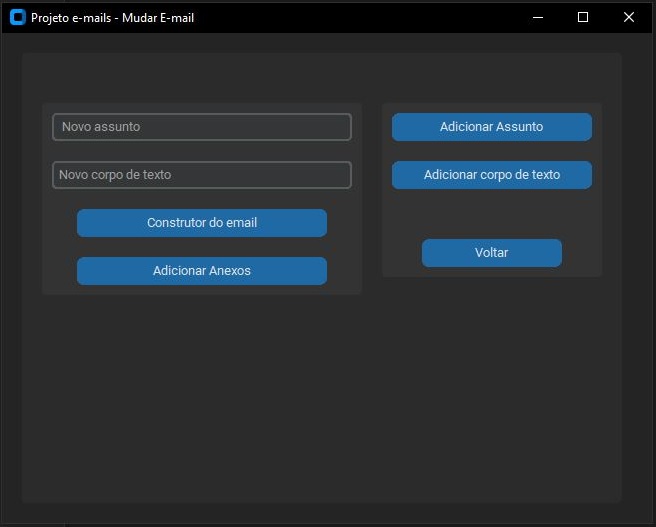 Projeto e-mails - Mudar E-mail
Novo assunto
Adicionar Assunto
Novo corpo de texto
Adicionar corpo de texto
Construtor do email
Voltar
Adicionar Anexos